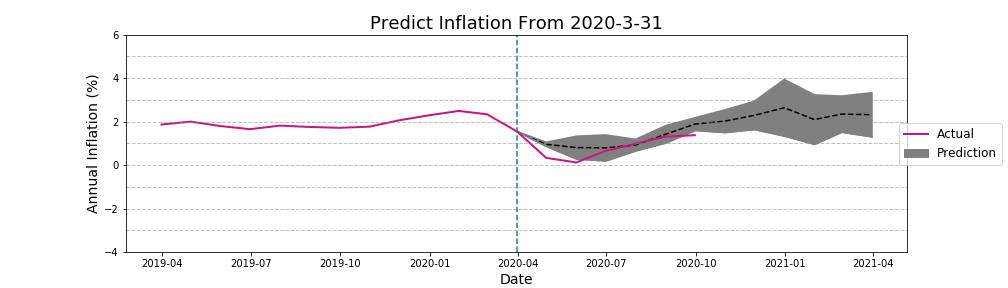 Predict Inflation From 2020-3-31
Annual Inflation (%)
6
4
2
0
−2
−4
2019-04 2019-07 2019-10 2020-01 2020-04 2020-07 2020-10 2021-01 2021-04
Date
Actual
Prediction